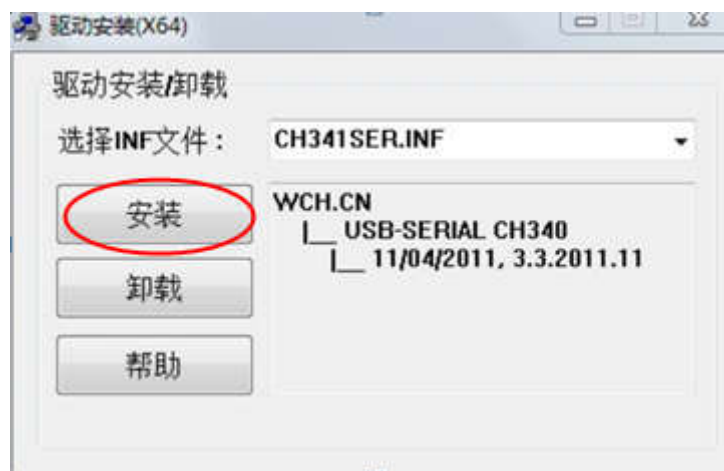 驱动安装(X64)
驱动安装/卸载
选择INF文件：
CH341SER.INF
安装
WCH.CN
|__ USB-SERIAL CH340
|__ 11/04/2011, 3.3.2011.11
卸载
帮助